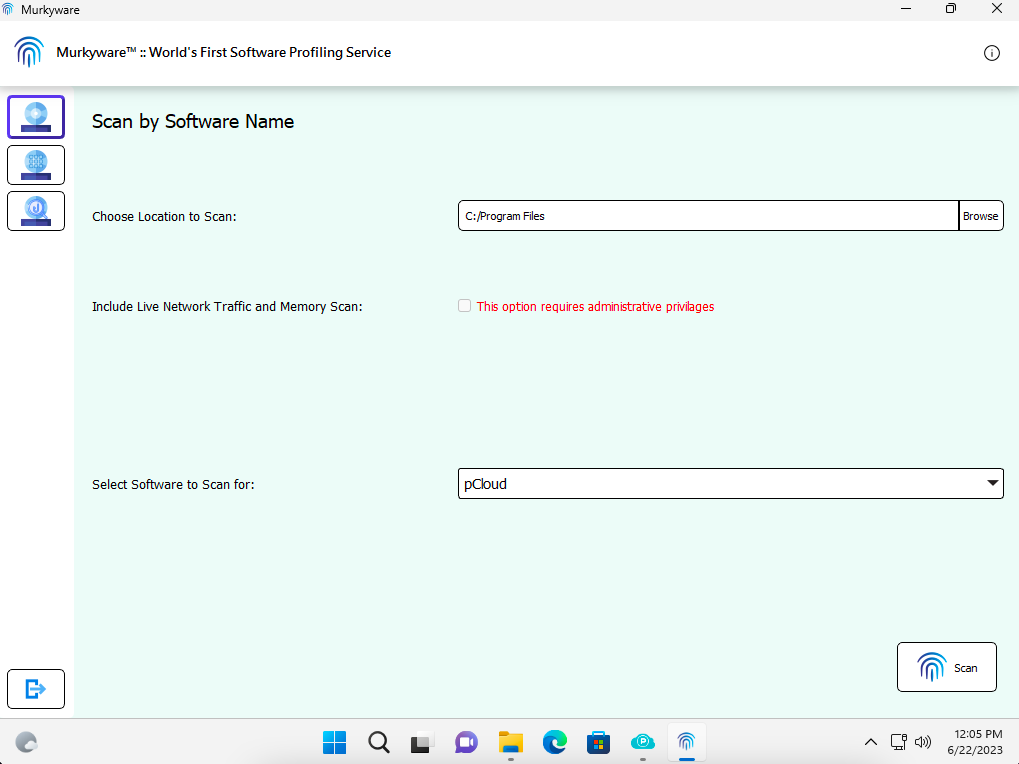 Murkyware
Murkyware™ :: World's First Software Profiling Service
Scan by Software Name
Choose Location to Scan:
C:/Program Files
Browse
Include Live Network Traffic and Memory Scan:
This option requires administrative privilages
Select Software to Scan for:
pCloud
Scan
12:05 PM
6/22/2023